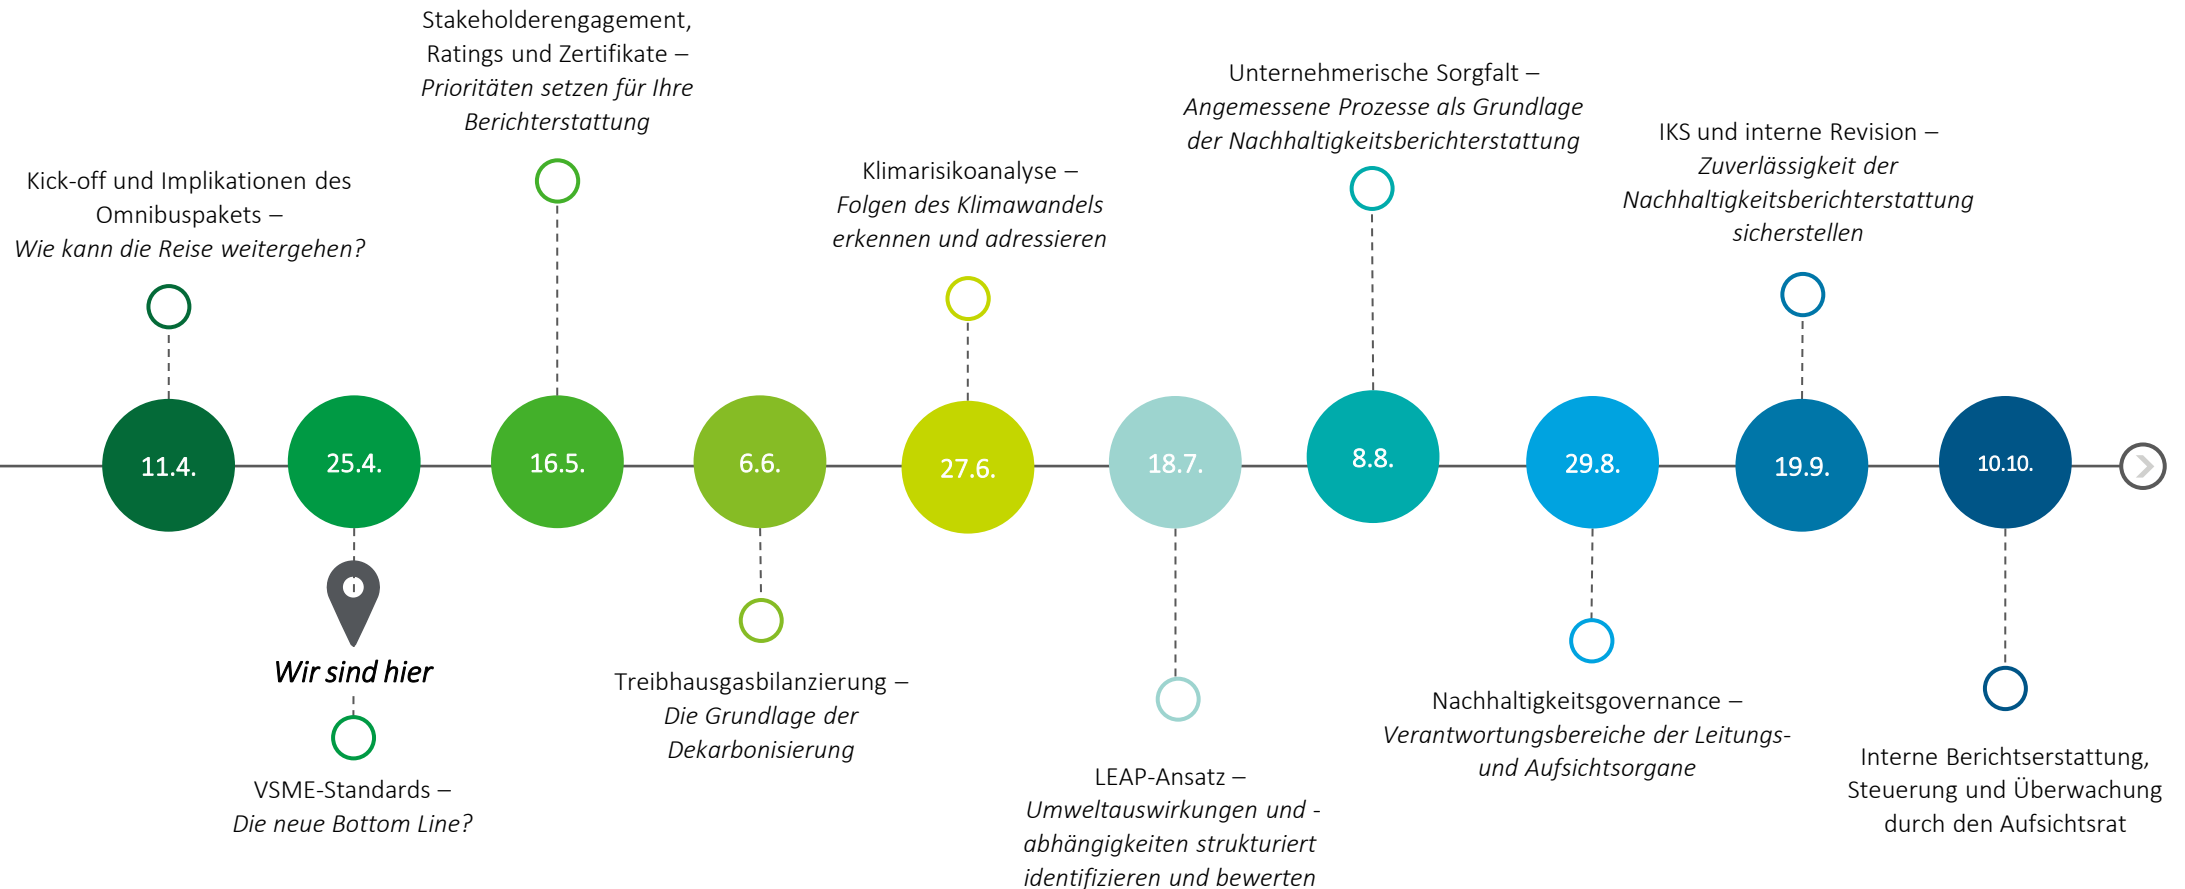 Kick-off und Implikationen des
Omnibuspakets –
Wie kann die Reise weitergehen?
11.4.
25.4.
Wir sind hier
VSME-Standards –
Die neue Bottom Line?
Stakeholderengagement,
Ratings und Zertifikate –
Prioritäten setzen für Ihre
Berichterstattung
16.5.
6.6.
Treibhausgasbilanzierung –
Die Grundlage der
Dekarbonisierung
Klimarisikoanalyse –
Folgen des Klimawandels
erkennen und adressieren
27.6.
18.7.
LEAP-Ansatz –
Umweltauswirkungen und -
abhängigkeiten strukturiert
identifizieren und bewerten
Unternehmerische Sorgfalt –
Angemessene Prozesse als Grundlage
der Nachhaltigkeitsberichterstattung
8.8.
29.8.
Nachhaltigkeitsgovernance –
Verantwortungsbereiche der Leitungs-
und Aufsichtsorgane
IKS und interne Revision –
Zuverlässigkeit der
Nachhaltigkeitsberichterstattung
sicherstellen
19.9.
10.10.
Interne Berichtserstattung,
Steuerung und Überwachung
durch den Aufsichtsrat